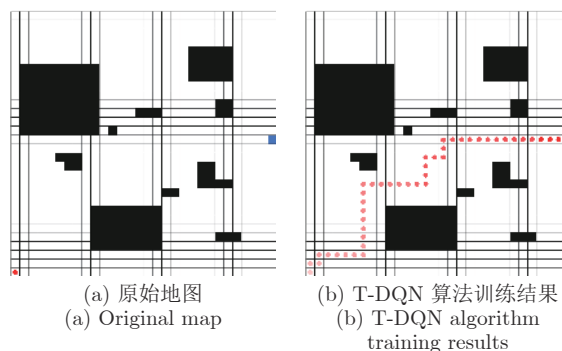 (a) 原始地图
(a) Original map
(b) T-DQN 算法训练结果
(b) T-DQN algorithm
training results